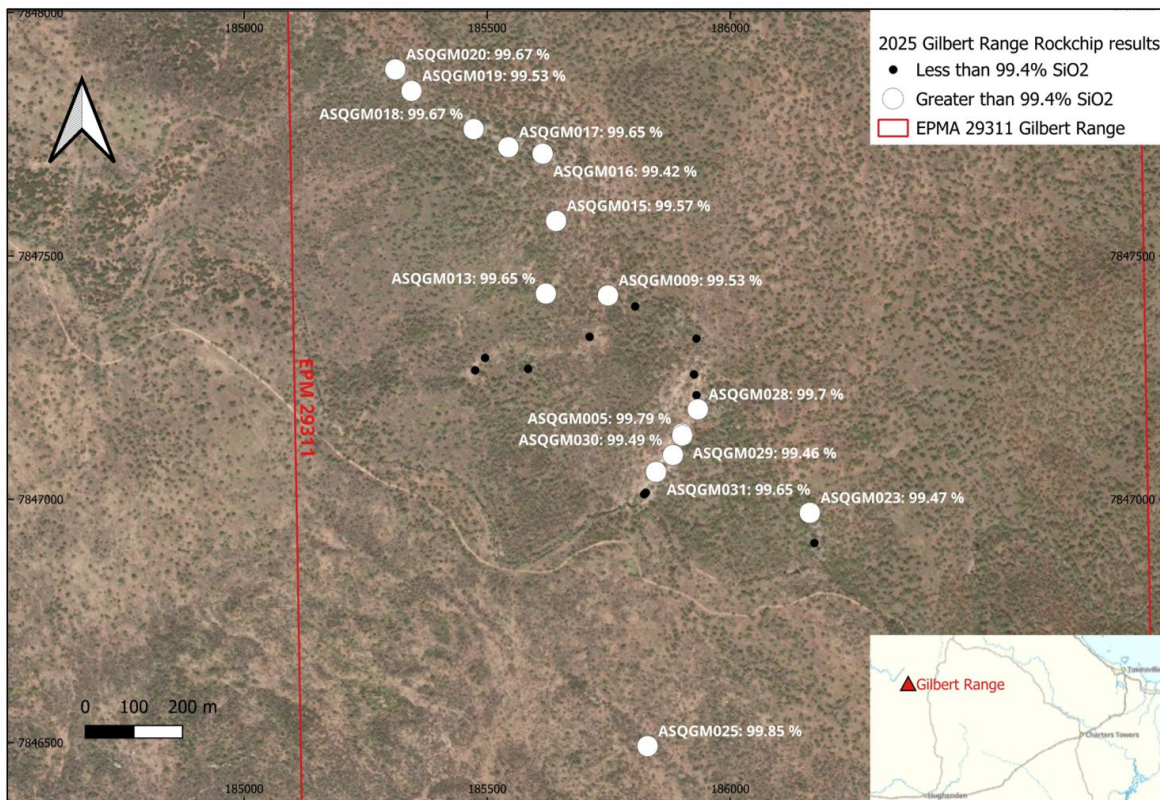 185000
185500
186000
7848000
2025 Gilbert Range Rockchip results
Less than 99.4% SiO2
Greater than 99.4% SiO2
EPMA 29311 Gilbert Range
ASQGM020: 99.67 %
ASQGM019: 99.53 %
ASQGM018: 99.67 %
ASQGM017: 99.65 %
ASQGM016: 99.42 %
ASQGM015: 99.57 %
7847500
7847500
ASQGM013: 99.65 %
ASQGM009: 99.53 %
EPM 29311
ASQGM028: 99.7 %
ASQGM005: 99.79 %
ASQGM030: 99.49 %
ASQGM029: 99.46 %
ASQGM031: 99.65 %
ASQGM023: 99.47 %
7847000
7847000
0 100 200 m
ASQGM025: 99.85 %
7846500
185000
185500
186000
Townsville
Gilbert Range
Charters Towers
Hughenden